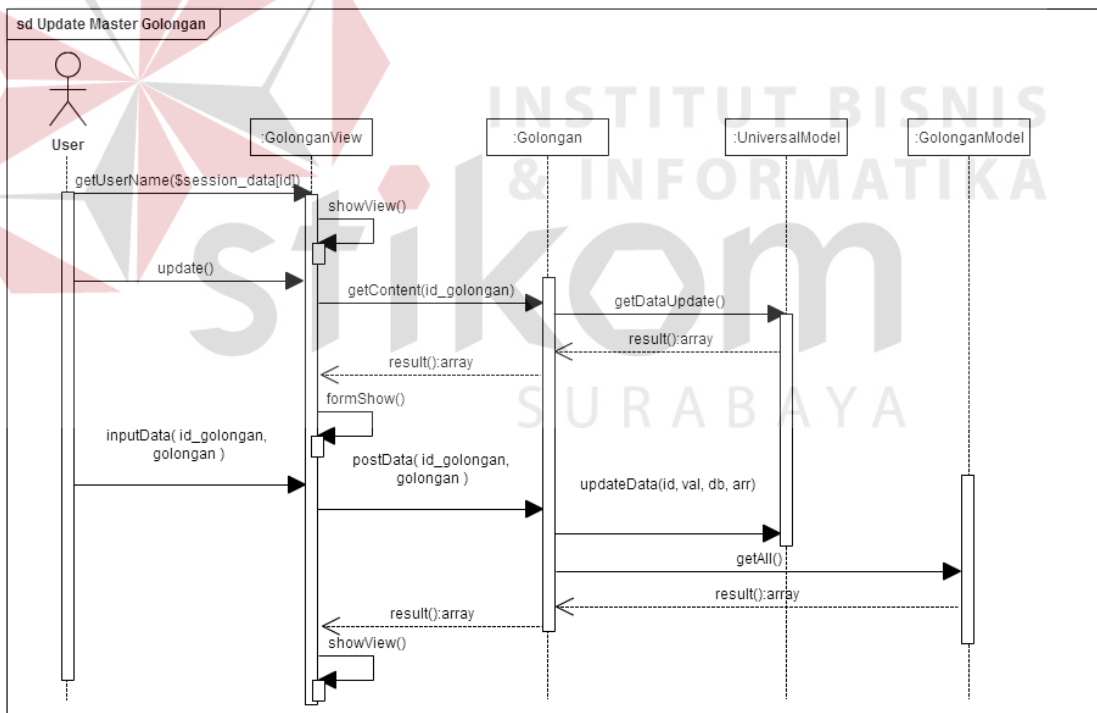 sd Update Master Golongan
INSTITUT BISNIS
& INFORMATIKA
stikom
SURABAYA
User
:GolonganView
:Golongan
:UniversalModel
:GolonganModel
getUserName($session_data[id])
showView()
update()
getContent(id_golongan)
getDataUpdate()
result():array
result():array
formShow()
inputData( id_golongan,
golongan )
postData( id_golongan,
golongan )
updateData(id, val, db, arr)
getAll()
result():array
result():array
showView()